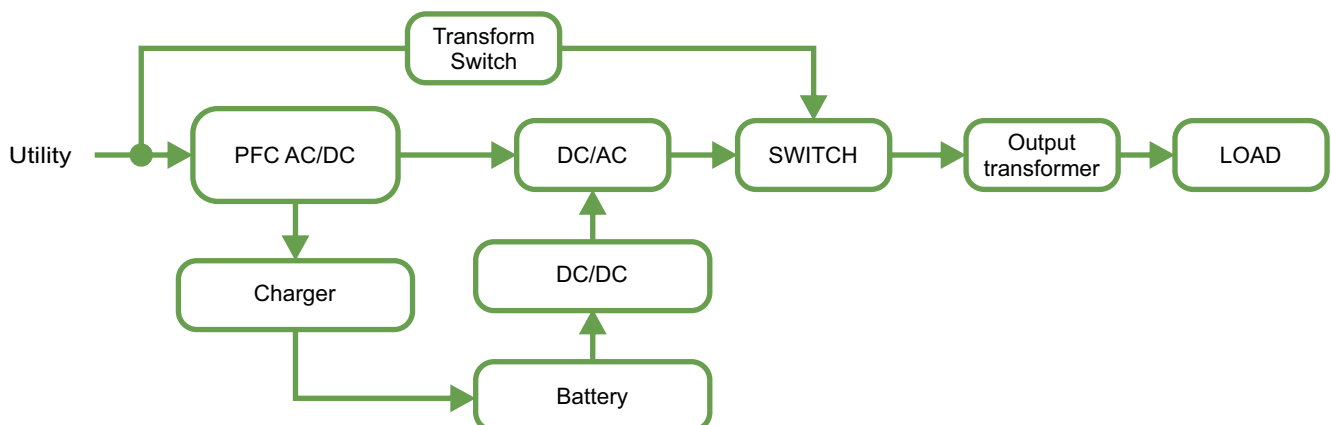 Transform
Switch
Utility
PFC AC/DC
DC/AC
SWITCH
Output
transformer
LOAD
DC/DC
Charger
Battery